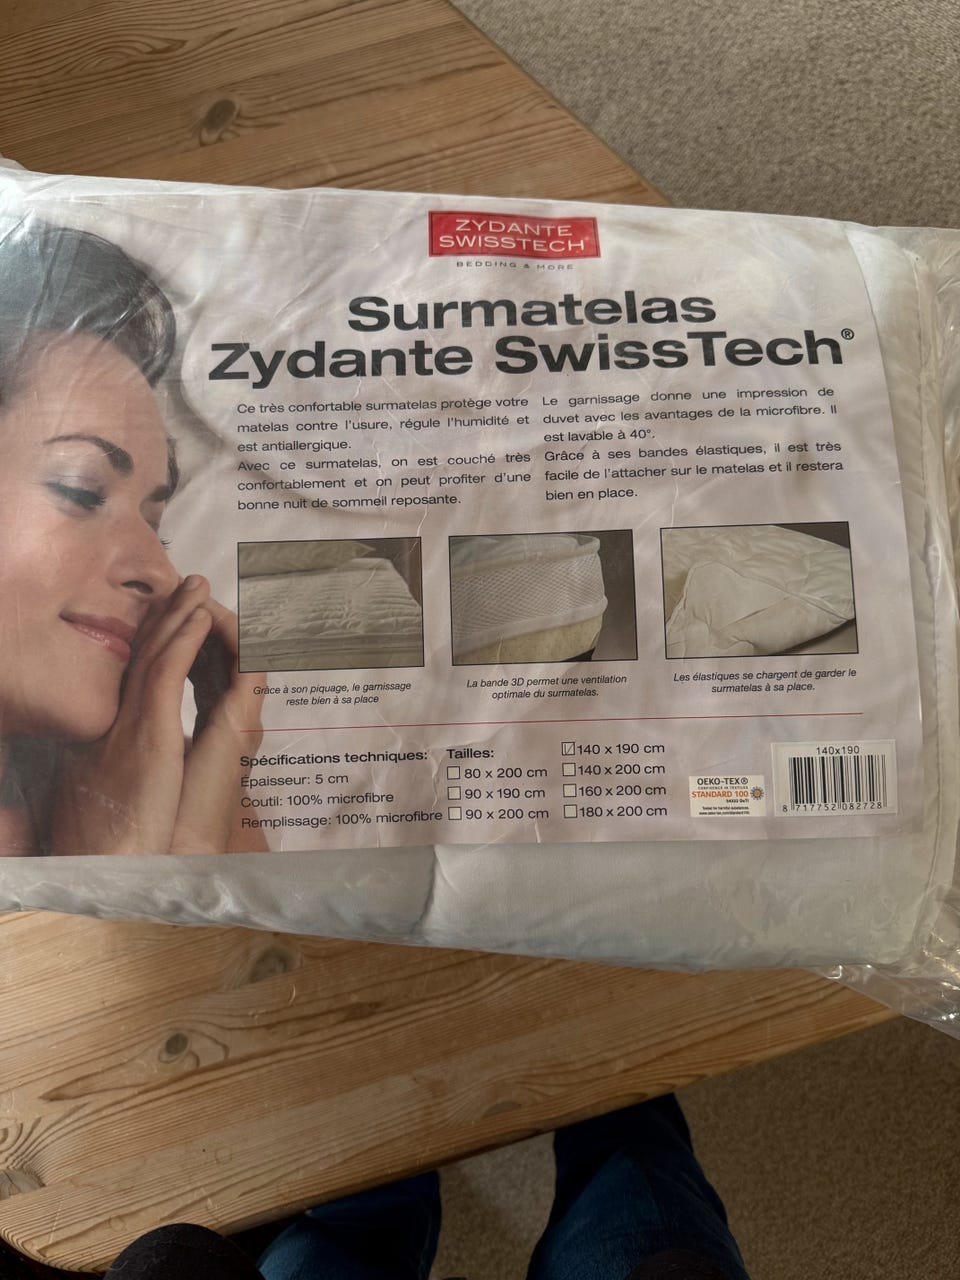 ZYDANTE
SWISSTECH®
BEDDING & MORE
Surmatelas
Zydante SwissTech®
Ce très confortable surmatelas protège votre
matelas contre l'usure, régule l'humidité et
est antiallergique.
Avec ce surmatelas, on est couché très
confortablement et on peut profiter d'une
bonne nuit de sommeil reposante.
Le garnissage donne une impression de
duvet avec les avantages de la microfibre. Il
est lavable à 40°.
Grâce à ses bandes élastiques, il est très
facile de l'attacher sur le matelas et il restera
bien en place.
Grâce à son piquage, le garnissage
reste bien à sa place
La bande 3D permet une ventilation
optimale du surmatelas.
Les élastiques se chargent de garder le
surmatelas à sa place.
Spécifications techniques:
Épaisseur: 5 cm
Coutil: 100% microfibre
Remplissage: 100% microfibre
Tailles:
80 x 200 cm
90 x 190 cm
90 x 200 cm
140 x 190 cm
140 x 200 cm
160 x 200 cm
180 x 200 cm
OEKO-TEX®
CONFIDENCE IN TEXTILES
STANDARD 100
Tested for harmful substances
140x190
8 717752 082728